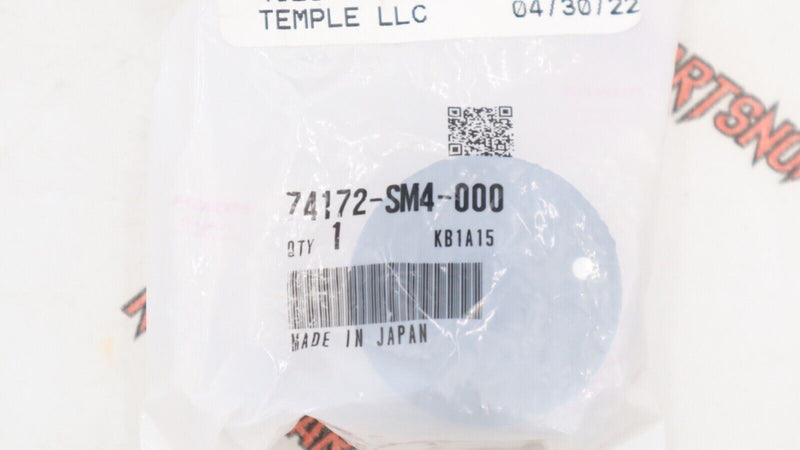 TEMPLE LLC 04/30/22
74172-SM4-000
QTY 1 KB1A15
MADE IN JAPAN